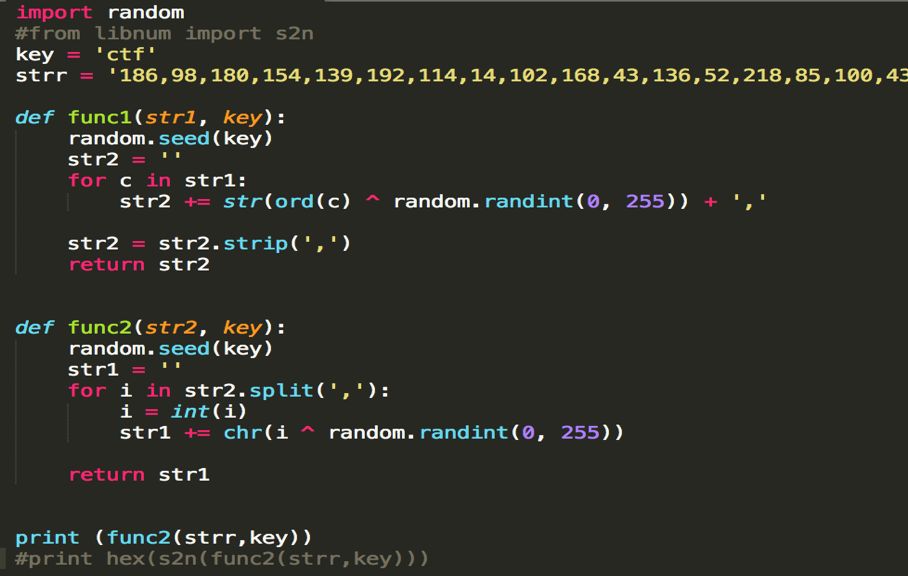 import random
#from libnum import s2n
key = 'ctf'
strr = '186,98,180,154,139,192,114,14,102,168,43,136,52,218,85,100,43
def func1(str1, key):
    random.seed(key)
    str2 = ''
    for c in str1:
        str2 += str(ord(c) ^ random.randint(0, 255)) + ','
    str2 = str2.strip(',')
    return str2
def func2(str2, key):
    random.seed(key)
    str1 = ''
    for i in str2.split(','):
        i = int(i)
        str1 += chr(i ^ random.randint(0, 255))
    return str1
print (func2(strr,key))
#print hex(s2n(func2(strr,key)))